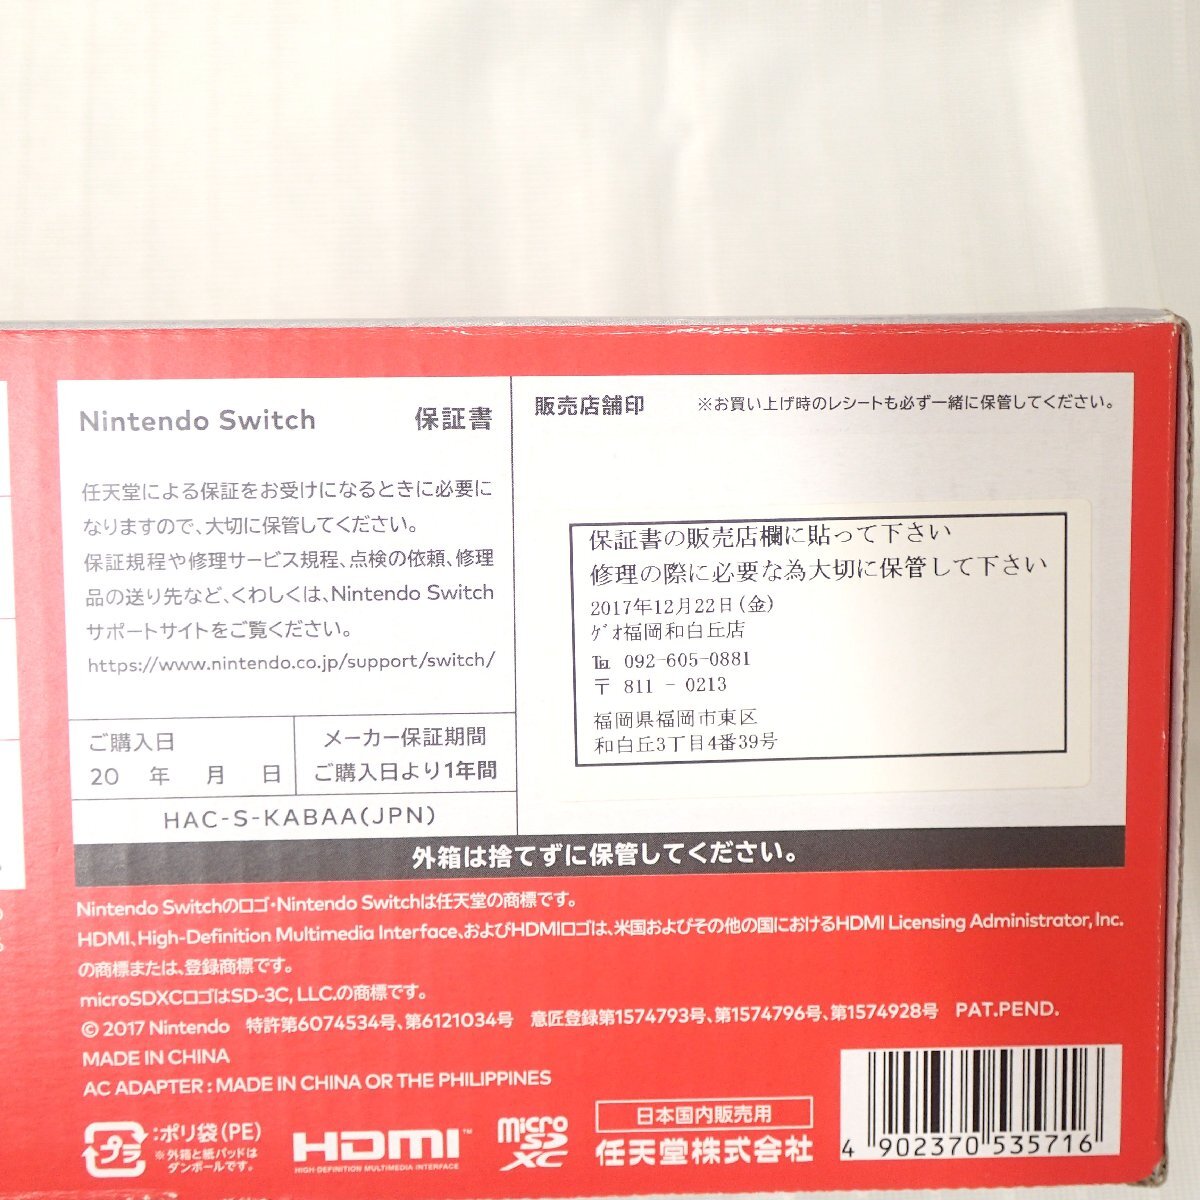 Nintendo Switch 保証書
任天堂による保証をお受けになるときに必要に
なりますので、大切に保管してください。
保証規程や修理サービス規程、点検の依頼、修理
品の送り先など、くわしくは、Nintendo Switch
サポートサイトをご覧ください。
https://www.nintendo.co.jp/support/switch/
ご購入日
20 年 月 日
メーカー保証期間
ご購入日より1年間
HAC-S-KABAA(JPN)
販売店舗印 ※お買い上げ時のレシートも必ず一緒に保管してください。
保証書の販売店欄に貼って下さい
修理の際に必要な為大切に保管して下さい
2017年12月22日(金)
ｹﾞｵ福岡和白丘店
℡ 092-605-0881
〒 811 - 0213
福岡県福岡市東区
和白丘3丁目4番39号
外箱は捨てずに保管してください。
Nintendo Switchのロゴ・Nintendo Switchは任天堂の商標です。
HDMI、High-Definition Multimedia Interface、およびHDMIロゴは、米国およびその他の国におけるHDMI Licensing Administrator, Inc.
の商標または、登録商標です。
microSDXCロゴはSD-3C, LLC.の商標です。
© 2017 Nintendo 特許第6074534号、第6121034号 意匠登録第1574793号、第1574796号、第1574928号 PAT.PEND.
MADE IN CHINA
AC ADAPTER : MADE IN CHINA OR THE PHILIPPINES
プラ
:ポリ袋(PE)
※外箱と紙パッドは
ダンボールです。
HDMI™
HIGH-DEFINITION MULTIMEDIA INTERFACE
micro
SD
XC
日本国内販売用
任天堂株式会社
4 902370 535716